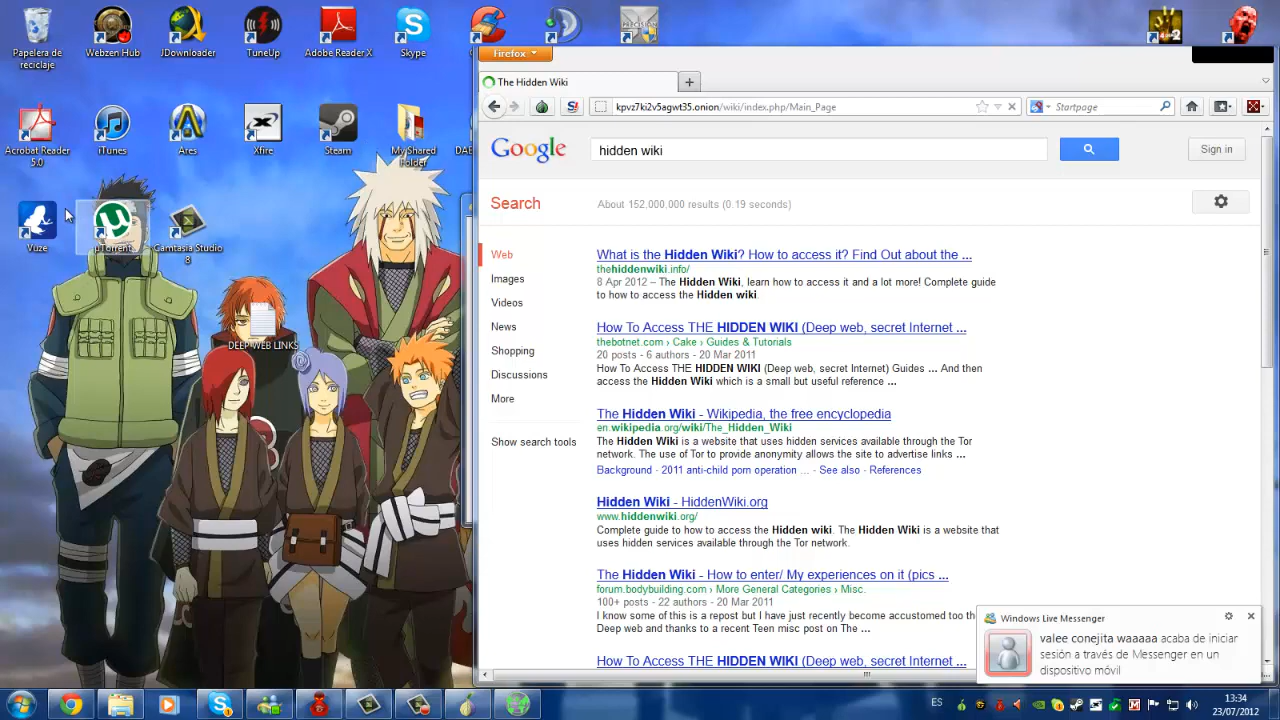 Papelera de
reciclaje
Webzen Hub
JDownloader
TuneUp
Adobe Reader X
Skype
Acrobat Reader
5.0
iTunes
Ares
Xfire
Steam
My Shared
Folder
Vuze
µTorrent
Camtasia Studio
8
DEEP WEB LINKS
Firefox
The Hidden Wiki
kpvz7ki2v5agwt35.onion/wiki/index.php/Main_Page
Startpage
Google
hidden wiki
Sign in
Search
About 152,000,000 results (0.19 seconds)
Web
Images
Videos
News
Shopping
Discussions
More
Show search tools
What is the Hidden Wiki? How to access it? Find Out about the ...
thehiddenwiki.info/
8 Apr 2012 – The Hidden Wiki, learn how to access it and a lot more! Complete guide
to how to access the Hidden wiki.
How To Access THE HIDDEN WIKI (Deep web, secret Internet ...
thebotnet.com › Cake › Guides & Tutorials
20 posts - 6 authors - 20 Mar 2011
How To Access THE HIDDEN WIKI (Deep web, secret Internet) Guides ... And then
access the Hidden Wiki which is a small but useful reference ...
The Hidden Wiki - Wikipedia, the free encyclopedia
en.wikipedia.org/wiki/The_Hidden_Wiki
The Hidden Wiki is a website that uses hidden services available through the Tor
network. The use of Tor to provide anonymity allows the site to advertise links ...
Background - 2011 anti-child porn operation ... - See also - References
Hidden Wiki - HiddenWiki.org
www.hiddenwiki.org/
Complete guide to how to access the Hidden wiki. The Hidden Wiki is a website that
uses hidden services available through the Tor network.
The Hidden Wiki - How to enter/ My experiences on it (pics ...
forum.bodybuilding.com › More General Categories › Misc.
100+ posts - 22 authors - 20 Mar 2011
I know some of this is a repost but I have just recently become accustomed too th
Deep web and thanks to a recent Teen misc post on The ...
How To Access THE HIDDEN WIKI (Deep web, secret Internet ...
Windows Live Messenger
valee conejita waaaaa acaba de iniciar
sesión a través de Messenger en un
dispositivo móvil
ES
13:34
23/07/2012